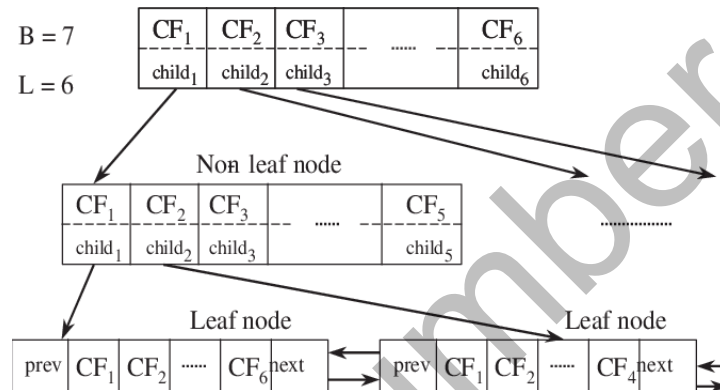 B = 7
L = 6
CF1 CF2 CF3 ...... CF6
child1 child2 child3 child6
Non leaf node
CF1 CF2 CF3 ...... CF5
child1 child2 child3 child5
..............
Leaf node Leaf node
prev CF1 CF2 ...... CF6 next prev CF1 CF2 ...... CF4 next
umber